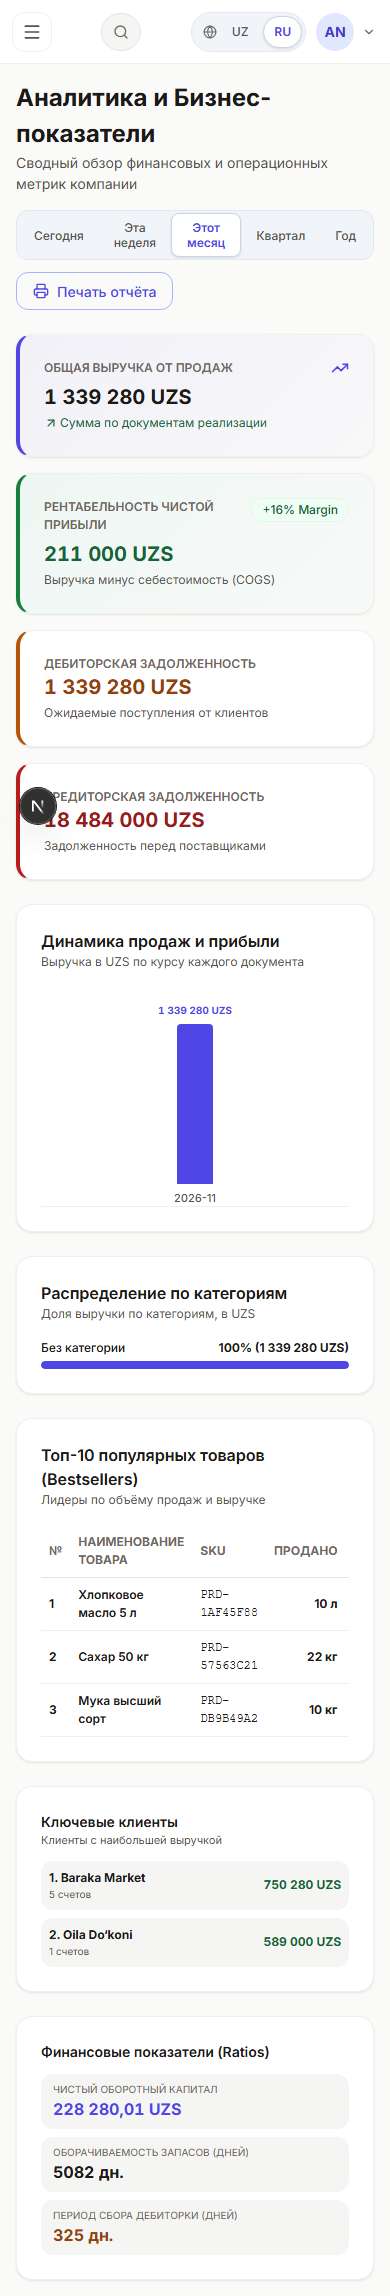 UZ
RU
AN
Аналитика и Бизнес-
показатели
Сводный обзор финансовых и операционных
метрик компании
Сегодня
Эта
неделя
Этот
месяц
Квартал
Год
Печать отчёта
ОБЩАЯ ВЫРУЧКА ОТ ПРОДАЖ
1 339 280 UZS
Сумма по документам реализации
РЕНТАБЕЛЬНОСТЬ ЧИСТОЙ
ПРИБЫЛИ
+16% Margin
211 000 UZS
Выручка минус себестоимость (COGS)
ДЕБИТОРСКАЯ ЗАДОЛЖЕННОСТЬ
1 339 280 UZS
Ожидаемые поступления от клиентов
РЕДИТОРСКАЯ ЗАДОЛЖЕННОСТЬ
N
18 484 000 UZS
Задолженность перед поставщиками
Динамика продаж и прибыли
Выручка в UZS по курсу каждого документа
1 339 280 UZS
2026-11
Распределение по категориям
Доля выручки по категориям, в UZS
Без категории 100% (1 339 280 UZS)
Топ-10 популярных товаров
(Bestsellers)
Лидеры по объёму продаж и выручке
№ НАИМЕНОВАНИЕ ТОВАРА SKU ПРОДАНО
1 Хлопковое масло 5 л PRD-1AF45F88 10 л
2 Сахар 50 кг PRD-57563C21 22 кг
3 Мука высший сорт PRD-DB9B49A2 10 кг
Ключевые клиенты
Клиенты с наибольшей выручкой
1. Baraka Market
5 счетов
750 280 UZS
2. Oila Do‘koni
1 счетов
589 000 UZS
Финансовые показатели (Ratios)
ЧИСТЫЙ ОБОРОТНЫЙ КАПИТАЛ
228 280,01 UZS
ОБОРАЧИВАЕМОСТЬ ЗАПАСОВ (ДНЕЙ)
5082 дн.
ПЕРИОД СБОРА ДЕБИТОРКИ (ДНЕЙ)
325 дн.